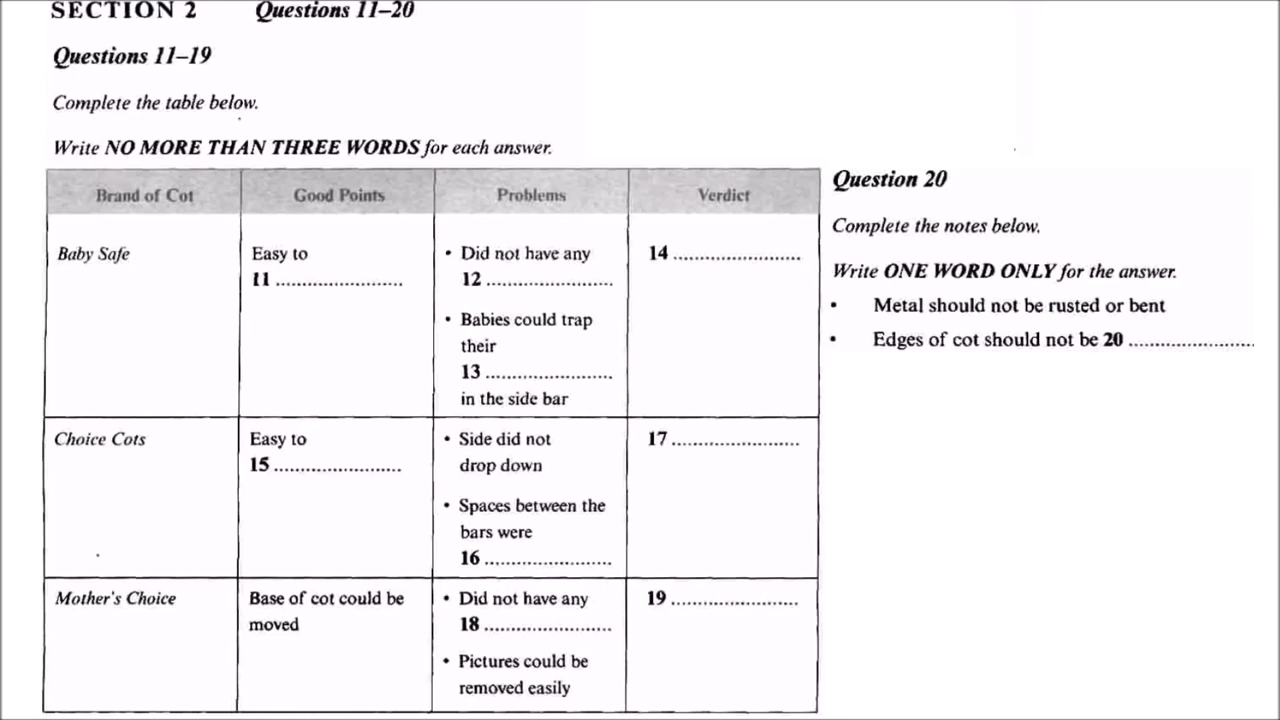 SECTION 2 Questions 11–20
Questions 11–19
Complete the table below.
Write NO MORE THAN THREE WORDS for each answer.
Brand of Cot Good Points Problems Verdict
Baby Safe
Easy to
11 ........................
• Did not have any
12 ........................
• Babies could trap
their
13 ........................
in the side bar
14 ........................
Choice Cots
Easy to
15 ........................
• Side did not
drop down
• Spaces between the
bars were
16 ........................
17 ........................
Mother's Choice
Base of cot could be
moved
• Did not have any
18 ........................
• Pictures could be
removed easily
19 ........................
Question 20
Complete the notes below.
Write ONE WORD ONLY for the answer.
• Metal should not be rusted or bent
• Edges of cot should not be 20 ........................